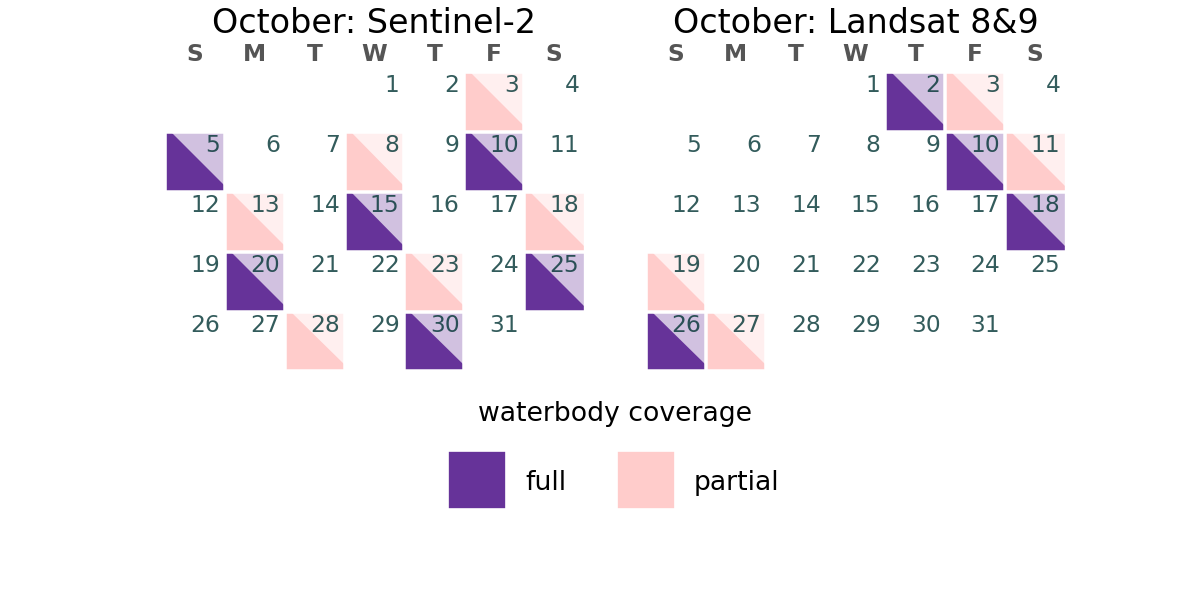 October: Sentinel-2
S M T W T F S
1 2 3 4
5 6 7 8 9 10 11
12 13 14 15 16 17 18
19 20 21 22 23 24 25
26 27 28 29 30 31
October: Landsat 8&9
S M T W T F S
1 2 3 4
5 6 7 8 9 10 11
12 13 14 15 16 17 18
19 20 21 22 23 24 25
26 27 28 29 30 31
waterbody coverage
full partial